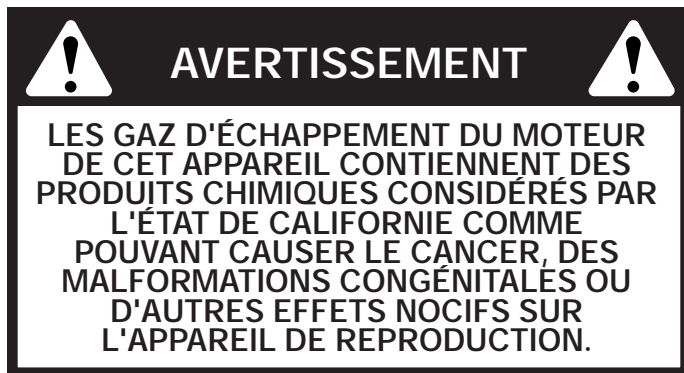 AVERTISSEMENT
LES GAZ D'ÉCHAPPEMENT DU MOTEUR
DE CET APPAREIL CONTIENNENT DES
PRODUITS CHIMIQUES CONSIDÉRÉS PAR
L'ÉTAT DE CALIFORNIE COMME
POUVANT CAUSER LE CANCER, DES
MALFORMATIONS CONGÉNITALES OU
D'AUTRES EFFETS NOCIFS SUR
L'APPAREIL DE REPRODUCTION.